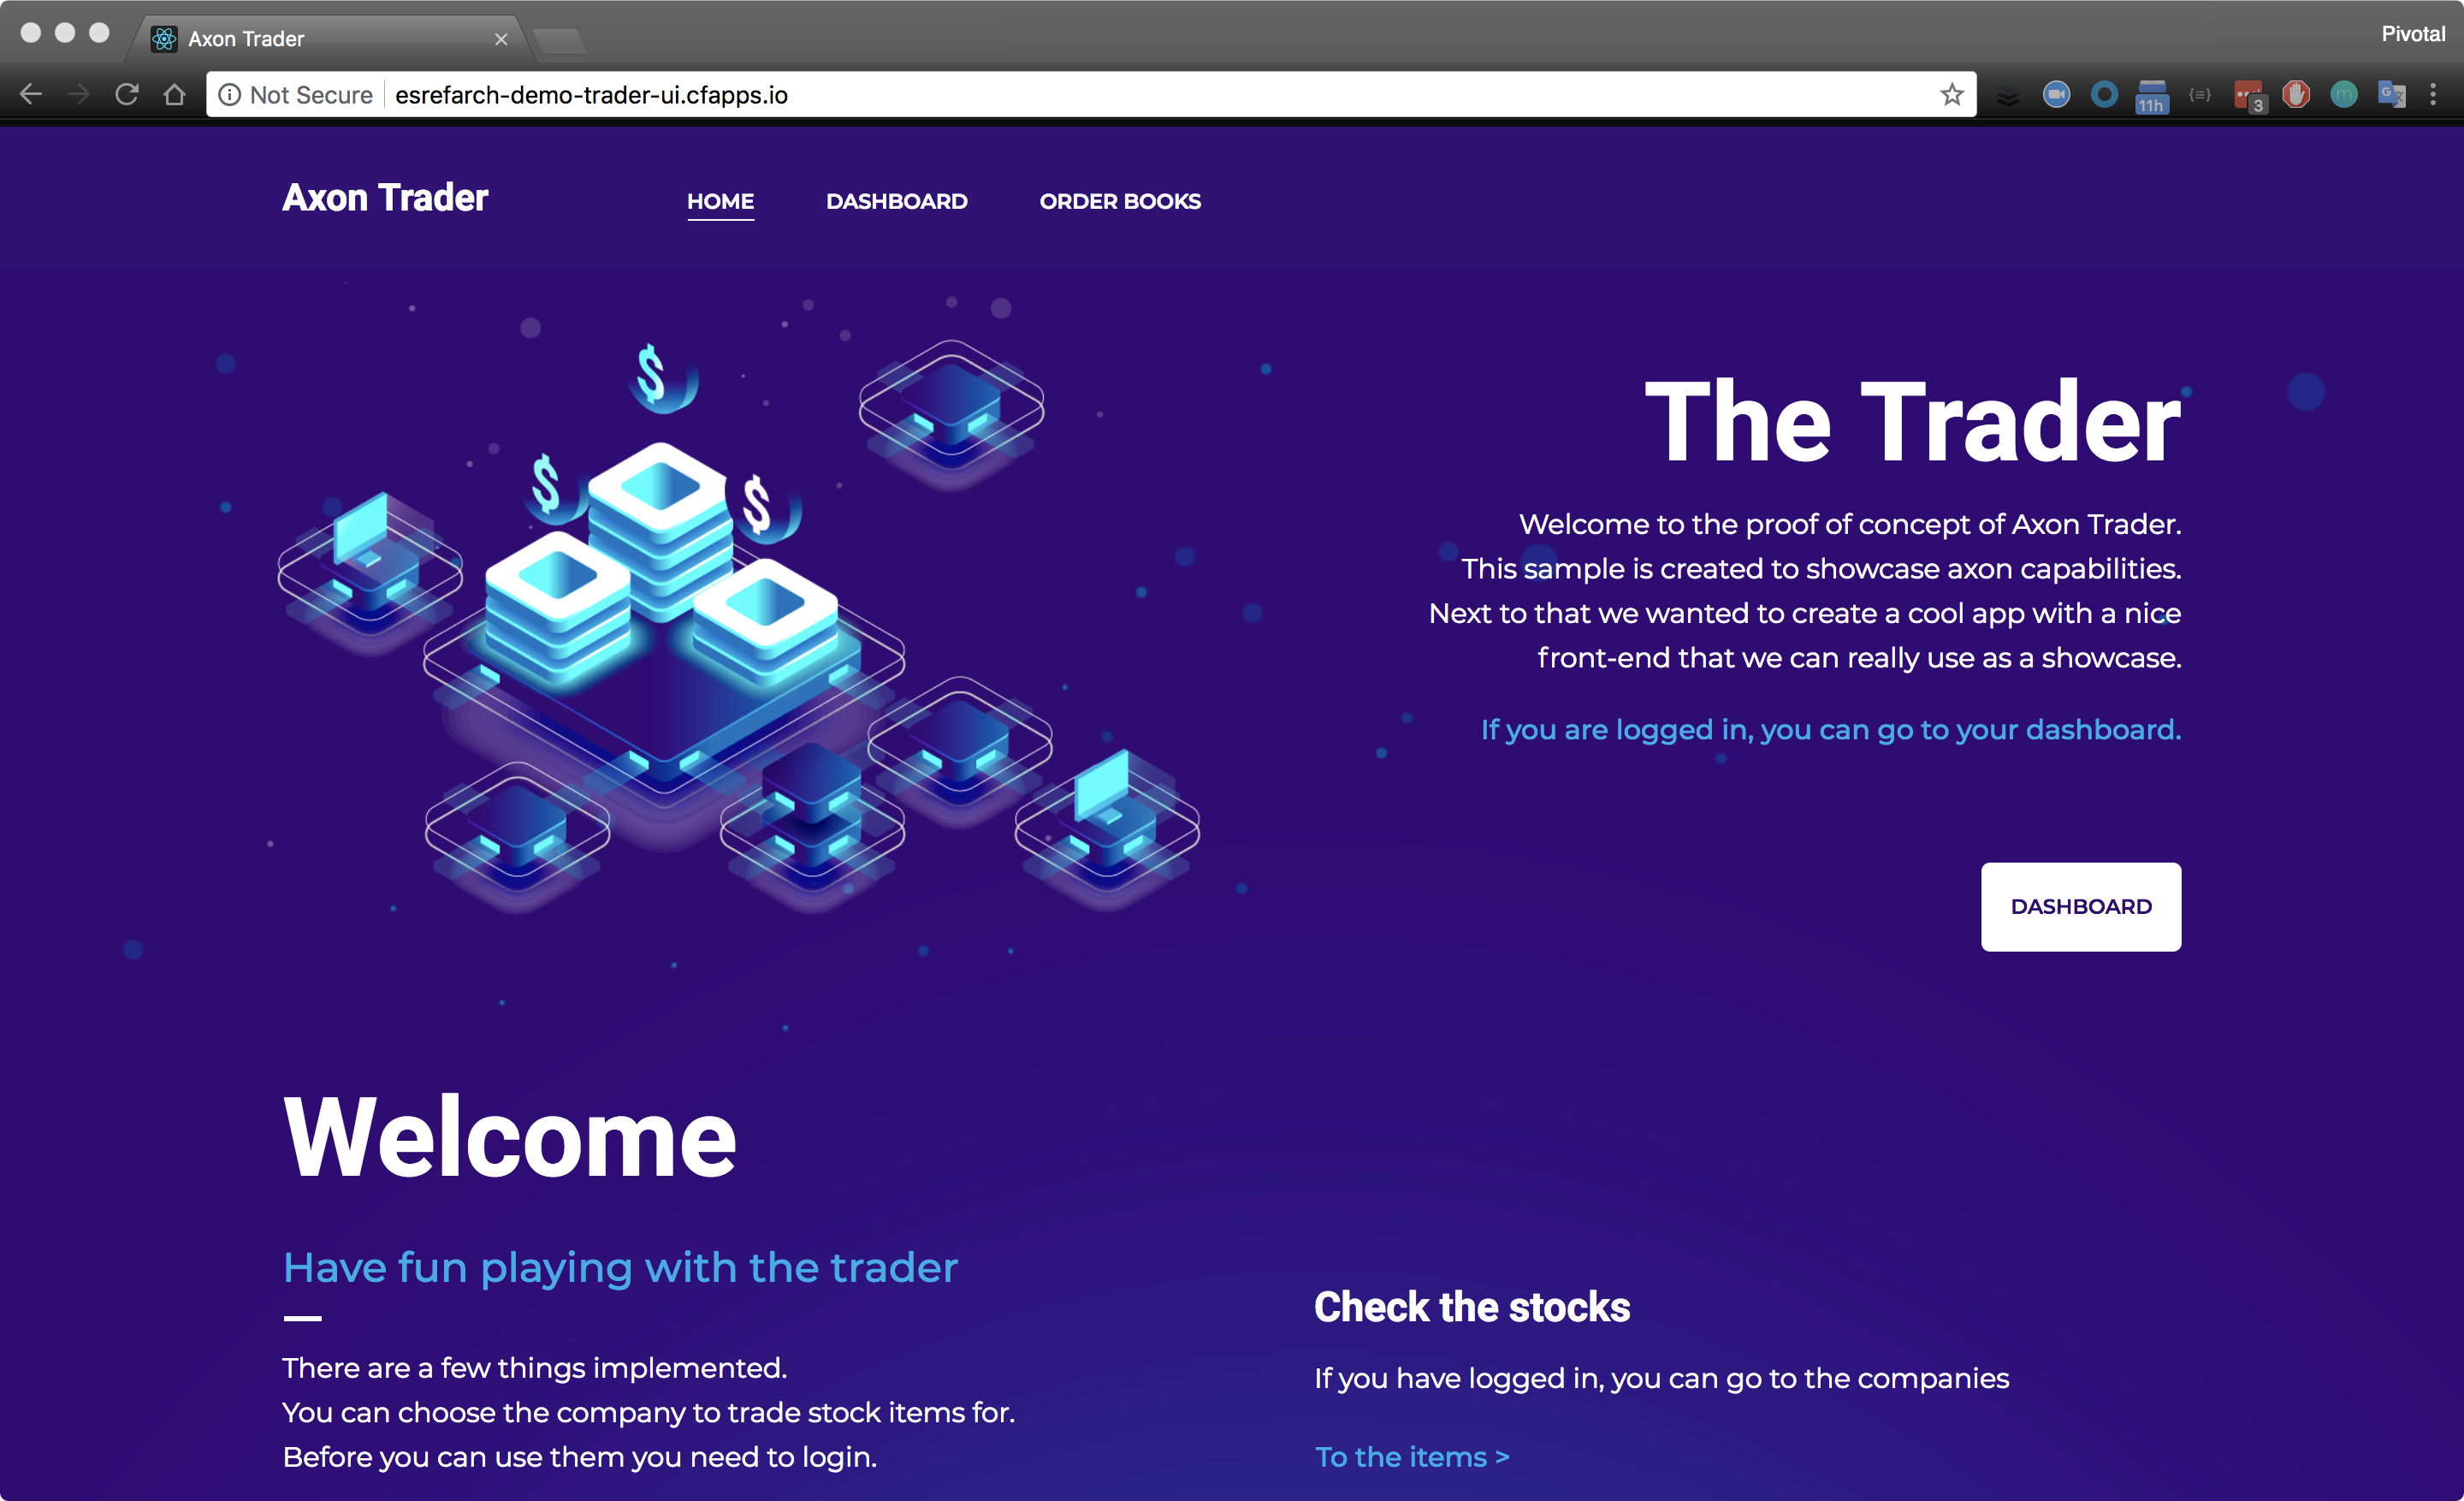 Axon Trader
Pivotal
Not Secure
esrefarch-demo-trader-ui.cfapps.io
11h
3
m
G
Axon Trader
HOME
DASHBOARD
ORDER BOOKS
$
$
$
The Trader
Welcome to the proof of concept of Axon Trader.
This sample is created to showcase axon capabilities.
Next to that we wanted to create a cool app with a nice
front-end that we can really use as a showcase.
If you are logged in, you can go to your dashboard.
DASHBOARD
Welcome
Have fun playing with the trader
There are a few things implemented.
You can choose the company to trade stock items for.
Before you can use them you need to login.
Check the stocks
If you have logged in, you can go to the companies
To the items >